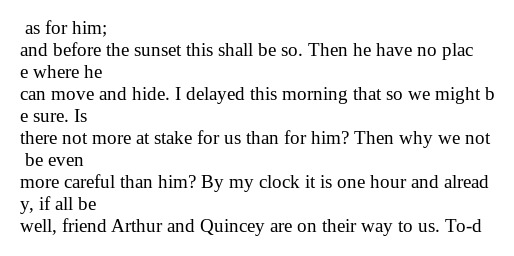 as for him;
and before the sunset this shall be so. Then he have no plac
e where he
can move and hide. I delayed this morning that so we might b
e sure. Is
there not more at stake for us than for him? Then why we not
be even
more careful than him? By my clock it is one hour and alread
y, if all be
well, friend Arthur and Quincey are on their way to us. To-d